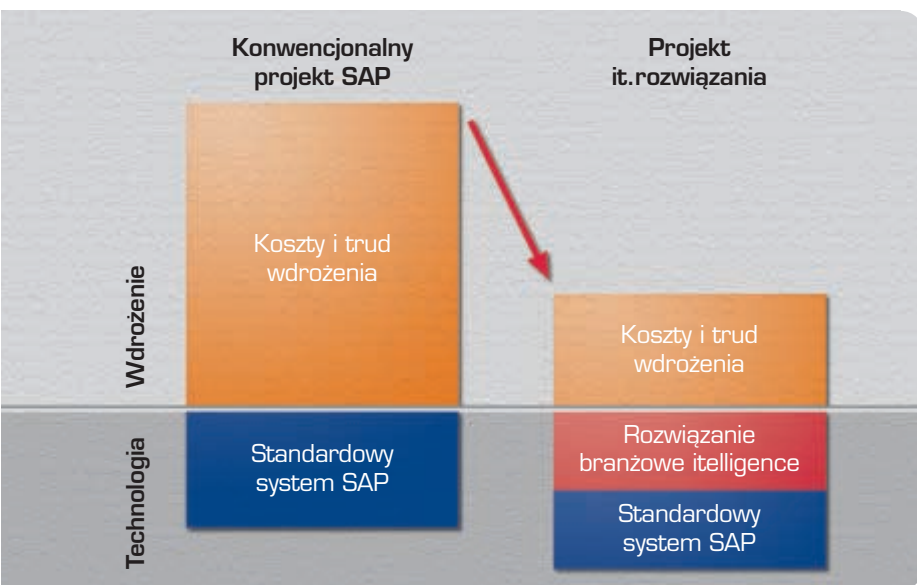 Konwencjonalny
projekt SAP
Projekt
it.rozwiązania
Wdrożenie
Koszty i trud
wdrożenia
Koszty i trud
wdrożenia
Technologia
Standardowy
system SAP
Rozwiązanie
branżowe itelligence
Standardowy
system SAP